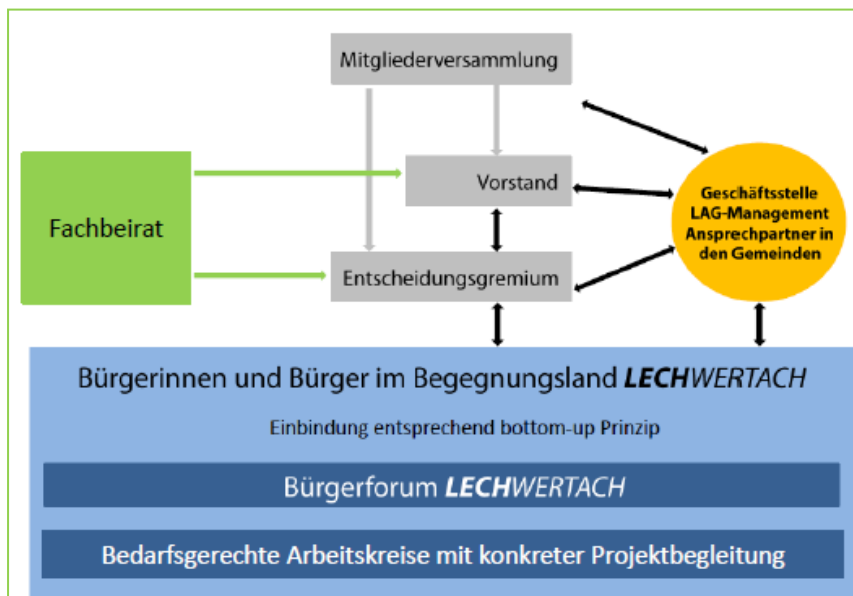 Mitgliederversammlung
Vorstand
Fachbeirat
Entscheidungsgremium
Geschäftsstelle
LAG-Management
Ansprechpartner in
den Gemeinden
Bürgerinnen und Bürger im Begegnungsland LECHWERTACH
Einbindung entsprechend bottom-up Prinzip
Bürgerforum LECHWERTACH
Bedarfsgerechte Arbeitskreise mit konkreter Projektbegleitung